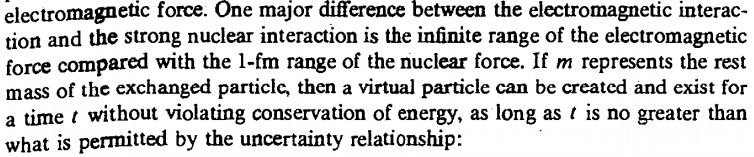 electromagnetic force. One major difference between the electromagnetic interac-
tion and the strong nuclear interaction is the infinite range of the electromagnetic
force compared with the 1-fm range of the nuclear force. If m represents the rest
mass of the exchanged particle, then a virtual particle can be created and exist for
a time t without violating conservation of energy, as long as t is no greater than
what is permitted by the uncertainty relationship: